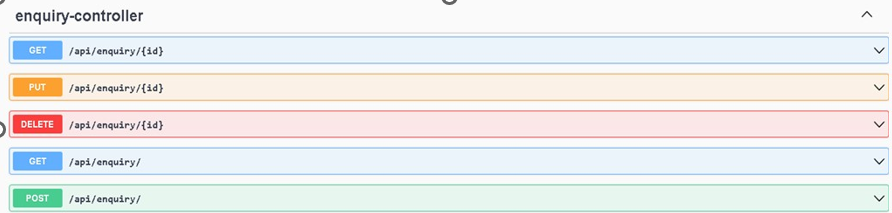 enquiry-controller
GET /api/enquiry/{id}
PUT /api/enquiry/{id}
DELETE /api/enquiry/{id}
GET /api/enquiry/
POST /api/enquiry/